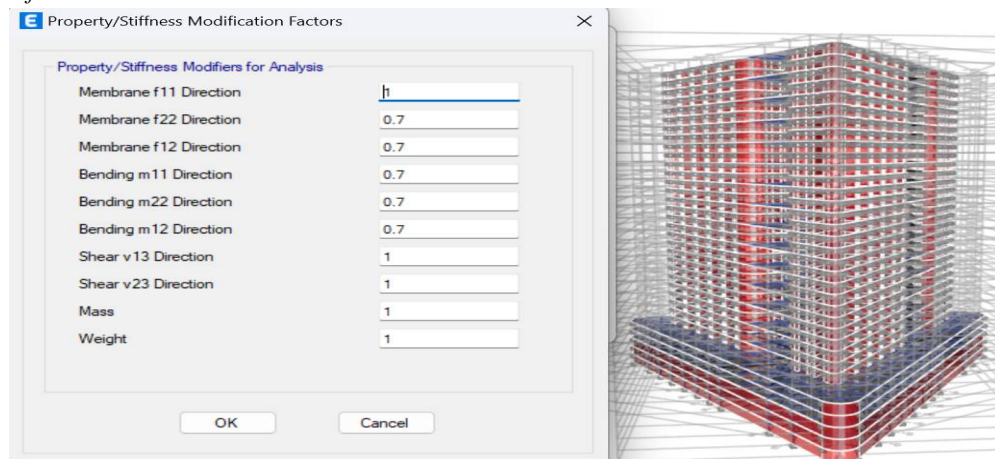 E Property/Stiffness Modification Factors
Property/Stiffness Modifiers for Analysis
Membrane f11 Direction 1
Membrane f22 Direction 0.7
Membrane f12 Direction 0.7
Bending m11 Direction 0.7
Bending m22 Direction 0.7
Bending m12 Direction 0.7
Shear v13 Direction 1
Shear v23 Direction 1
Mass 1
Weight 1
OK Cancel